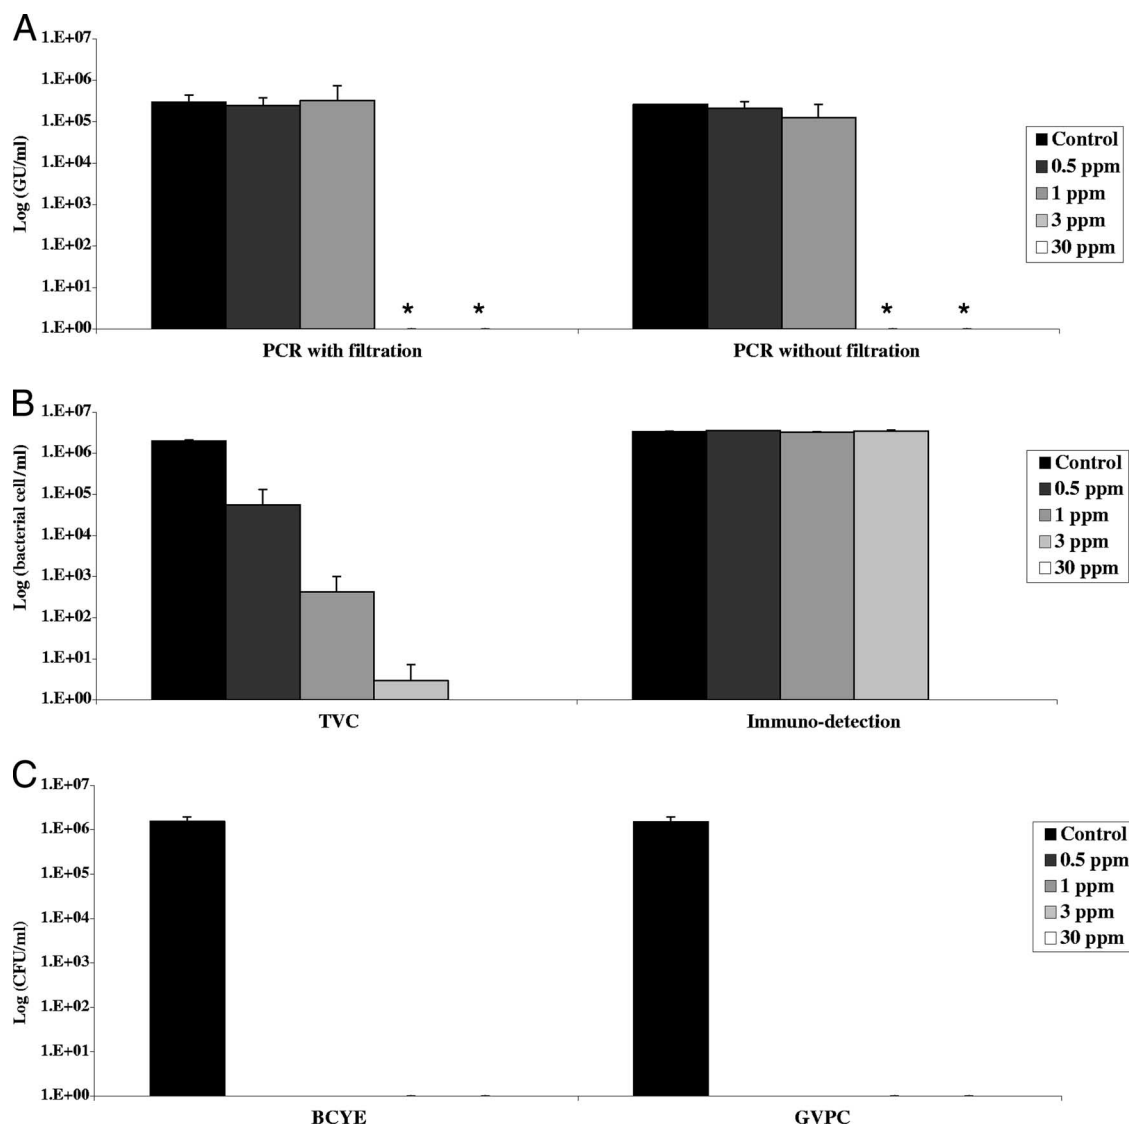 A
1.E+07
1.E+06
1.E+05
1.E+04
1.E+03
1.E+02
1.E+01
1.E+00
Log (GU/ml)
* *
* *
PCR with filtration
PCR without filtration
Control
0.5 ppm
1 ppm
3 ppm
30 ppm
B
1.E+07
1.E+06
1.E+05
1.E+04
1.E+03
1.E+02
1.E+01
1.E+00
Log (bacterial cell/ml)
TVC
Immuno-detection
Control
0.5 ppm
1 ppm
3 ppm
30 ppm
C
1.E+07
1.E+06
1.E+05
1.E+04
1.E+03
1.E+02
1.E+01
1.E+00
Log (CFU/ml)
BCYE
GVPC
Control
0.5 ppm
1 ppm
3 ppm
30 ppm